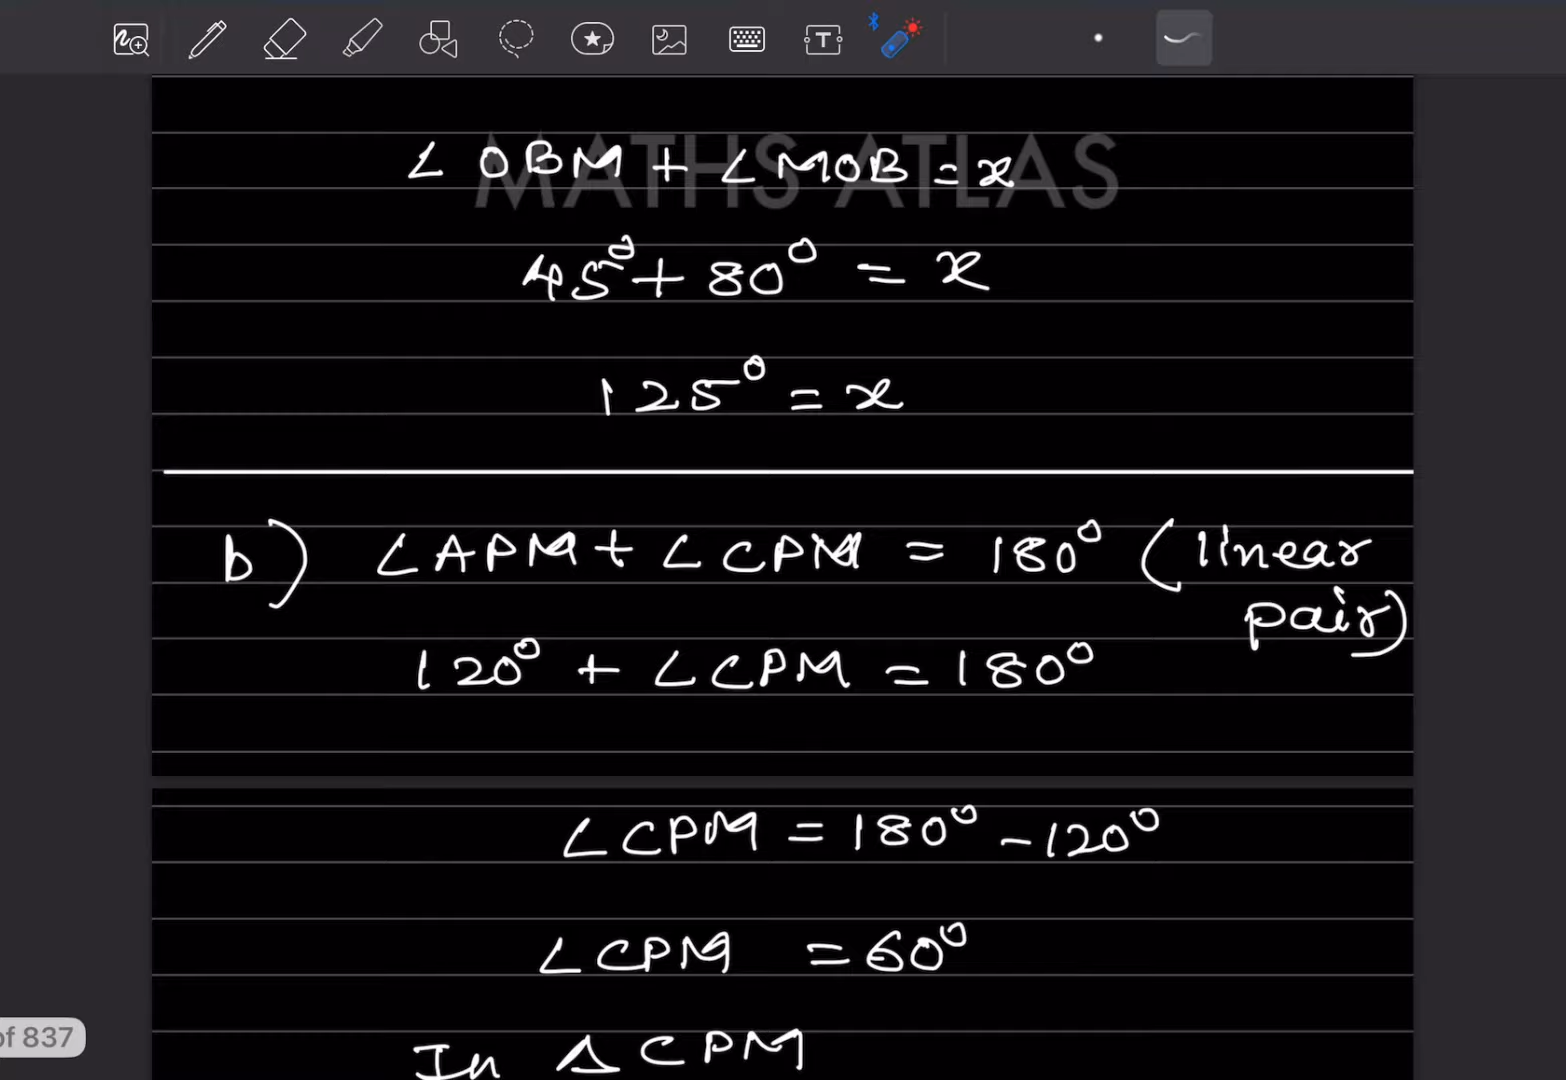 T
MATHS ATLAS
∠OBM + ∠MOB = x
45° + 80° = x
125° = x
b) ∠APM + ∠CPM = 180° (linear
pair)
120° + ∠CPM = 180°
∠CPM = 180° - 120°
∠CPM = 60°
of 837
In △CPM